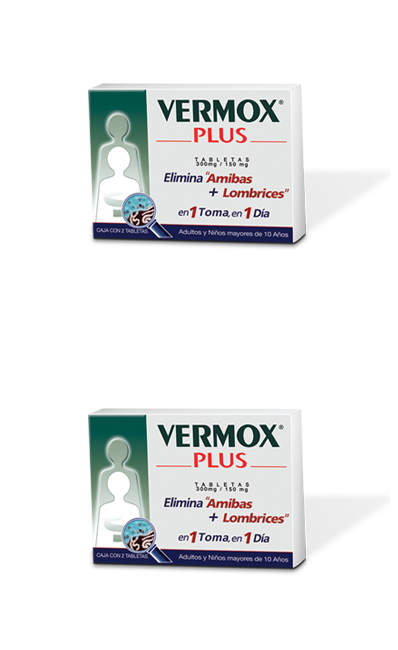 VERMOX®
PLUS
TABLETAS
300mg / 150 mg
Elimina "Amibas
+ Lombrices"
en 1 Toma, en 1 Día
CAJA CON 2 TABLETAS
Adultos y Niños mayores de 10 Años
VERMOX®
PLUS
TABLETAS
300mg / 150 mg
Elimina "Amibas
+ Lombrices"
en 1 Toma, en 1 Día
CAJA CON 2 TABLETAS
Adultos y Niños mayores de 10 Años